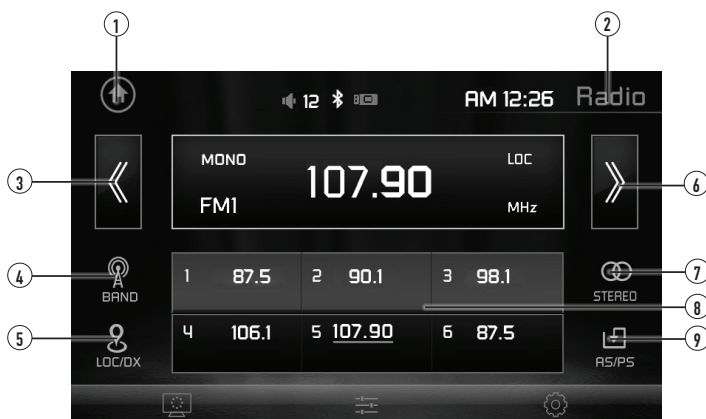 1
2
12 AM 12:26 Radio
MONO LOC
107.90
FM1 MHz
3
6
4
BAND
1 87.5 2 90.1 3 98.1
7
STEREO
8
5
LOC/DX
4 106.1 5 107.90 6 87.5
9
AS/PS